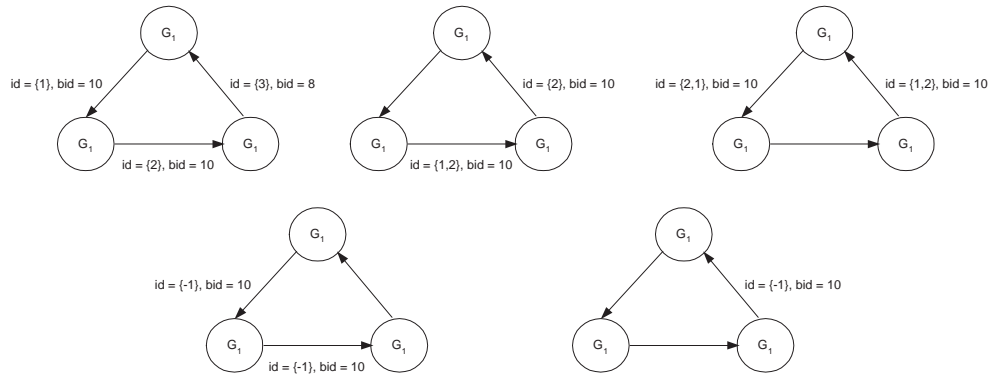 G1
id = {1}, bid = 10
id = {3}, bid = 8
G1
G1
id = {2}, bid = 10
G1
id = {2}, bid = 10
G1
G1
id = {1,2}, bid = 10
G1
id = {2,1}, bid = 10
id = {1,2}, bid = 10
G1
G1
G1
id = {-1}, bid = 10
G1
G1
id = {-1}, bid = 10
G1
id = {-1}, bid = 10
G1
G1